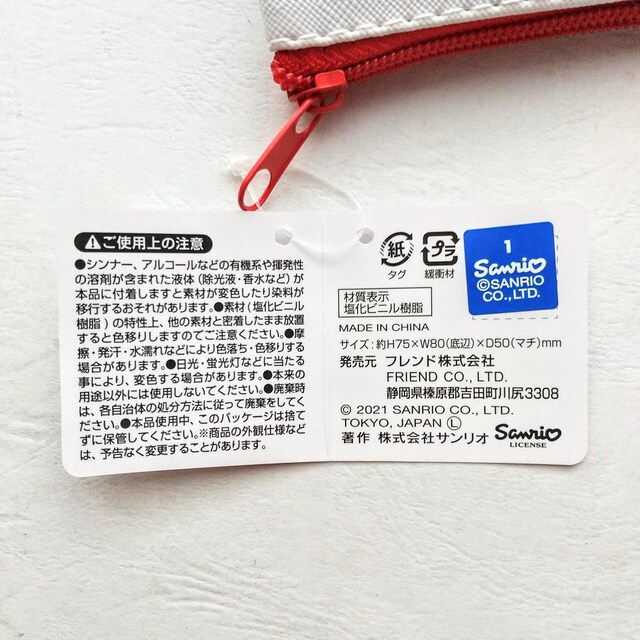 ご使用上の注意
●シンナー、アルコールなどの有機系や揮発性
の溶剤が含まれた液体(除光液・香水など)が
本品に付着しますと素材が変色したり染料が
移行するおそれがあります。●素材(塩化ビニル
樹脂)の特性上、他の素材と密着したまま放置
すると色移りしますのでご注意ください。●摩
擦・発汗・水濡れなどにより色落ち・色移りする
場合があります。●日光・蛍光灯などに当たる
事により、変色する場合があります。●本来の
用途以外には使用しないでください。●廃棄時
は、各自治体の処分方法に従って廃棄をしてく
ださい。●本品使用中、このパッケージは捨て
ずに保管してください。※商品の外観仕様など
は、予告なく変更することがあります。
紙
タグ
プラ
緩衝材
1
Sanrio
©SANRIO
CO., LTD.
材質表示
塩化ビニル樹脂
MADE IN CHINA
サイズ:約H75×W80(底辺)×D50(マチ)mm
発売元 フレンド株式会社
FRIEND CO., LTD.
静岡県榛原郡吉田町川尻3308
© 2021 SANRIO CO., LTD.
TOKYO, JAPAN Ⓛ
著作 株式会社サンリオ Sanrio
LICENSE